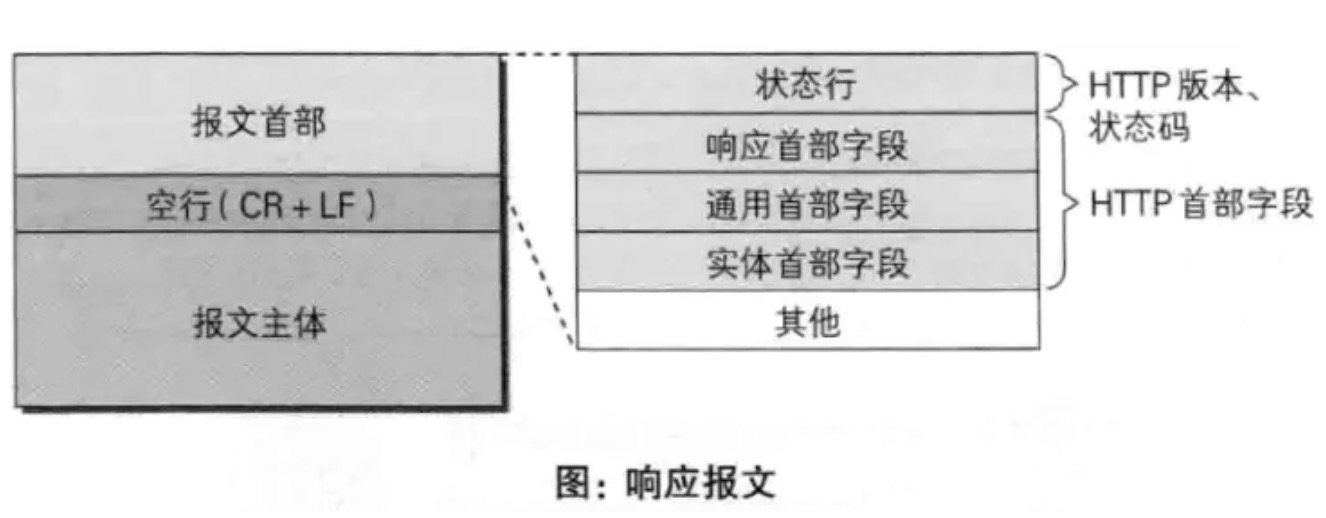 报文首部
空行(CR+LF)
报文主体
状态行
响应首部字段
通用首部字段
实体首部字段
其他
HTTP 版本、
状态码
HTTP 首部字段
图：响应报文